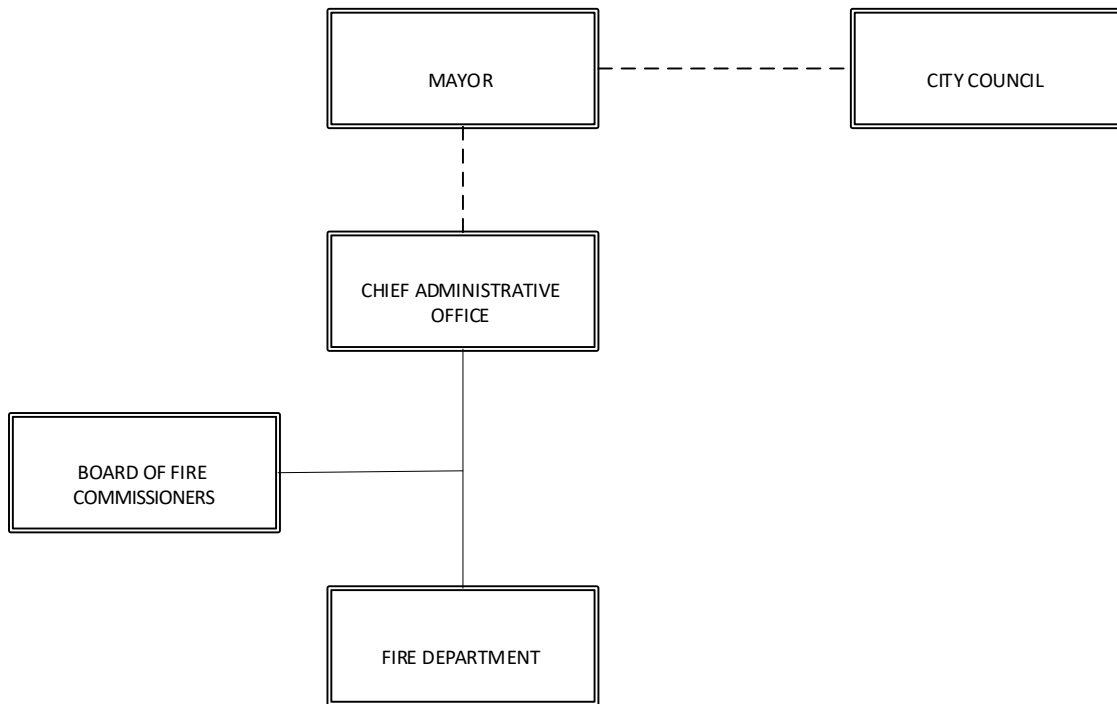 MAYOR
CITY COUNCIL
CHIEF ADMINISTRATIVE
OFFICE
BOARD OF FIRE
COMMISSIONERS
FIRE DEPARTMENT